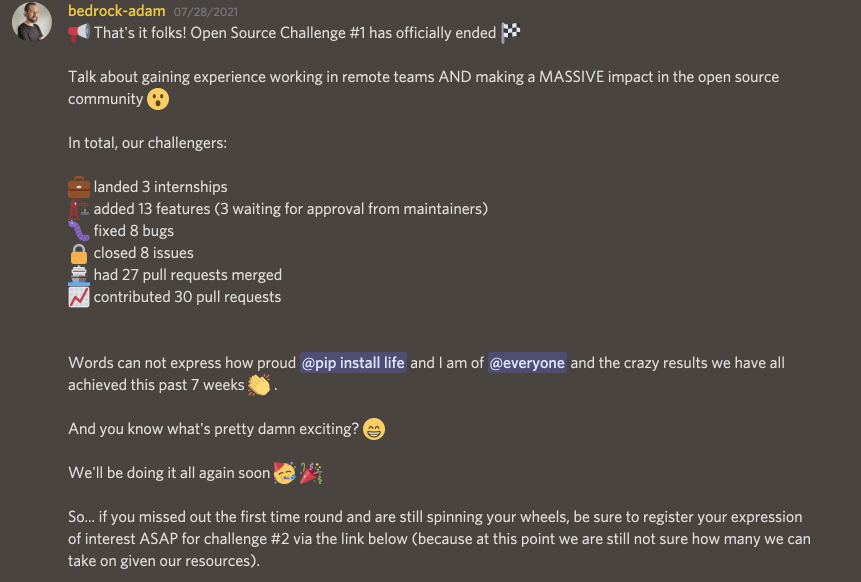 bedrock-adam 07/28/2021
📢 That's it folks! Open Source Challenge #1 has officially ended 🏁
Talk about gaining experience working in remote teams AND making a MASSIVE impact in the open source
community 😮
In total, our challengers:
💼 landed 3 internships
🏗️ added 13 features (3 waiting for approval from maintainers)
🐛 fixed 8 bugs
🔒 closed 8 issues
🚢 had 27 pull requests merged
📈 contributed 30 pull requests
Words can not express how proud @pip install life and I am of @everyone and the crazy results we have all
achieved this past 7 weeks 👏 .
And you know what's pretty damn exciting? 😄
We'll be doing it all again soon 🥳 🎉
So... if you missed out the first time round and are still spinning your wheels, be sure to register your expression
of interest ASAP for challenge #2 via the link below (because at this point we are still not sure how many we can
take on given our resources).